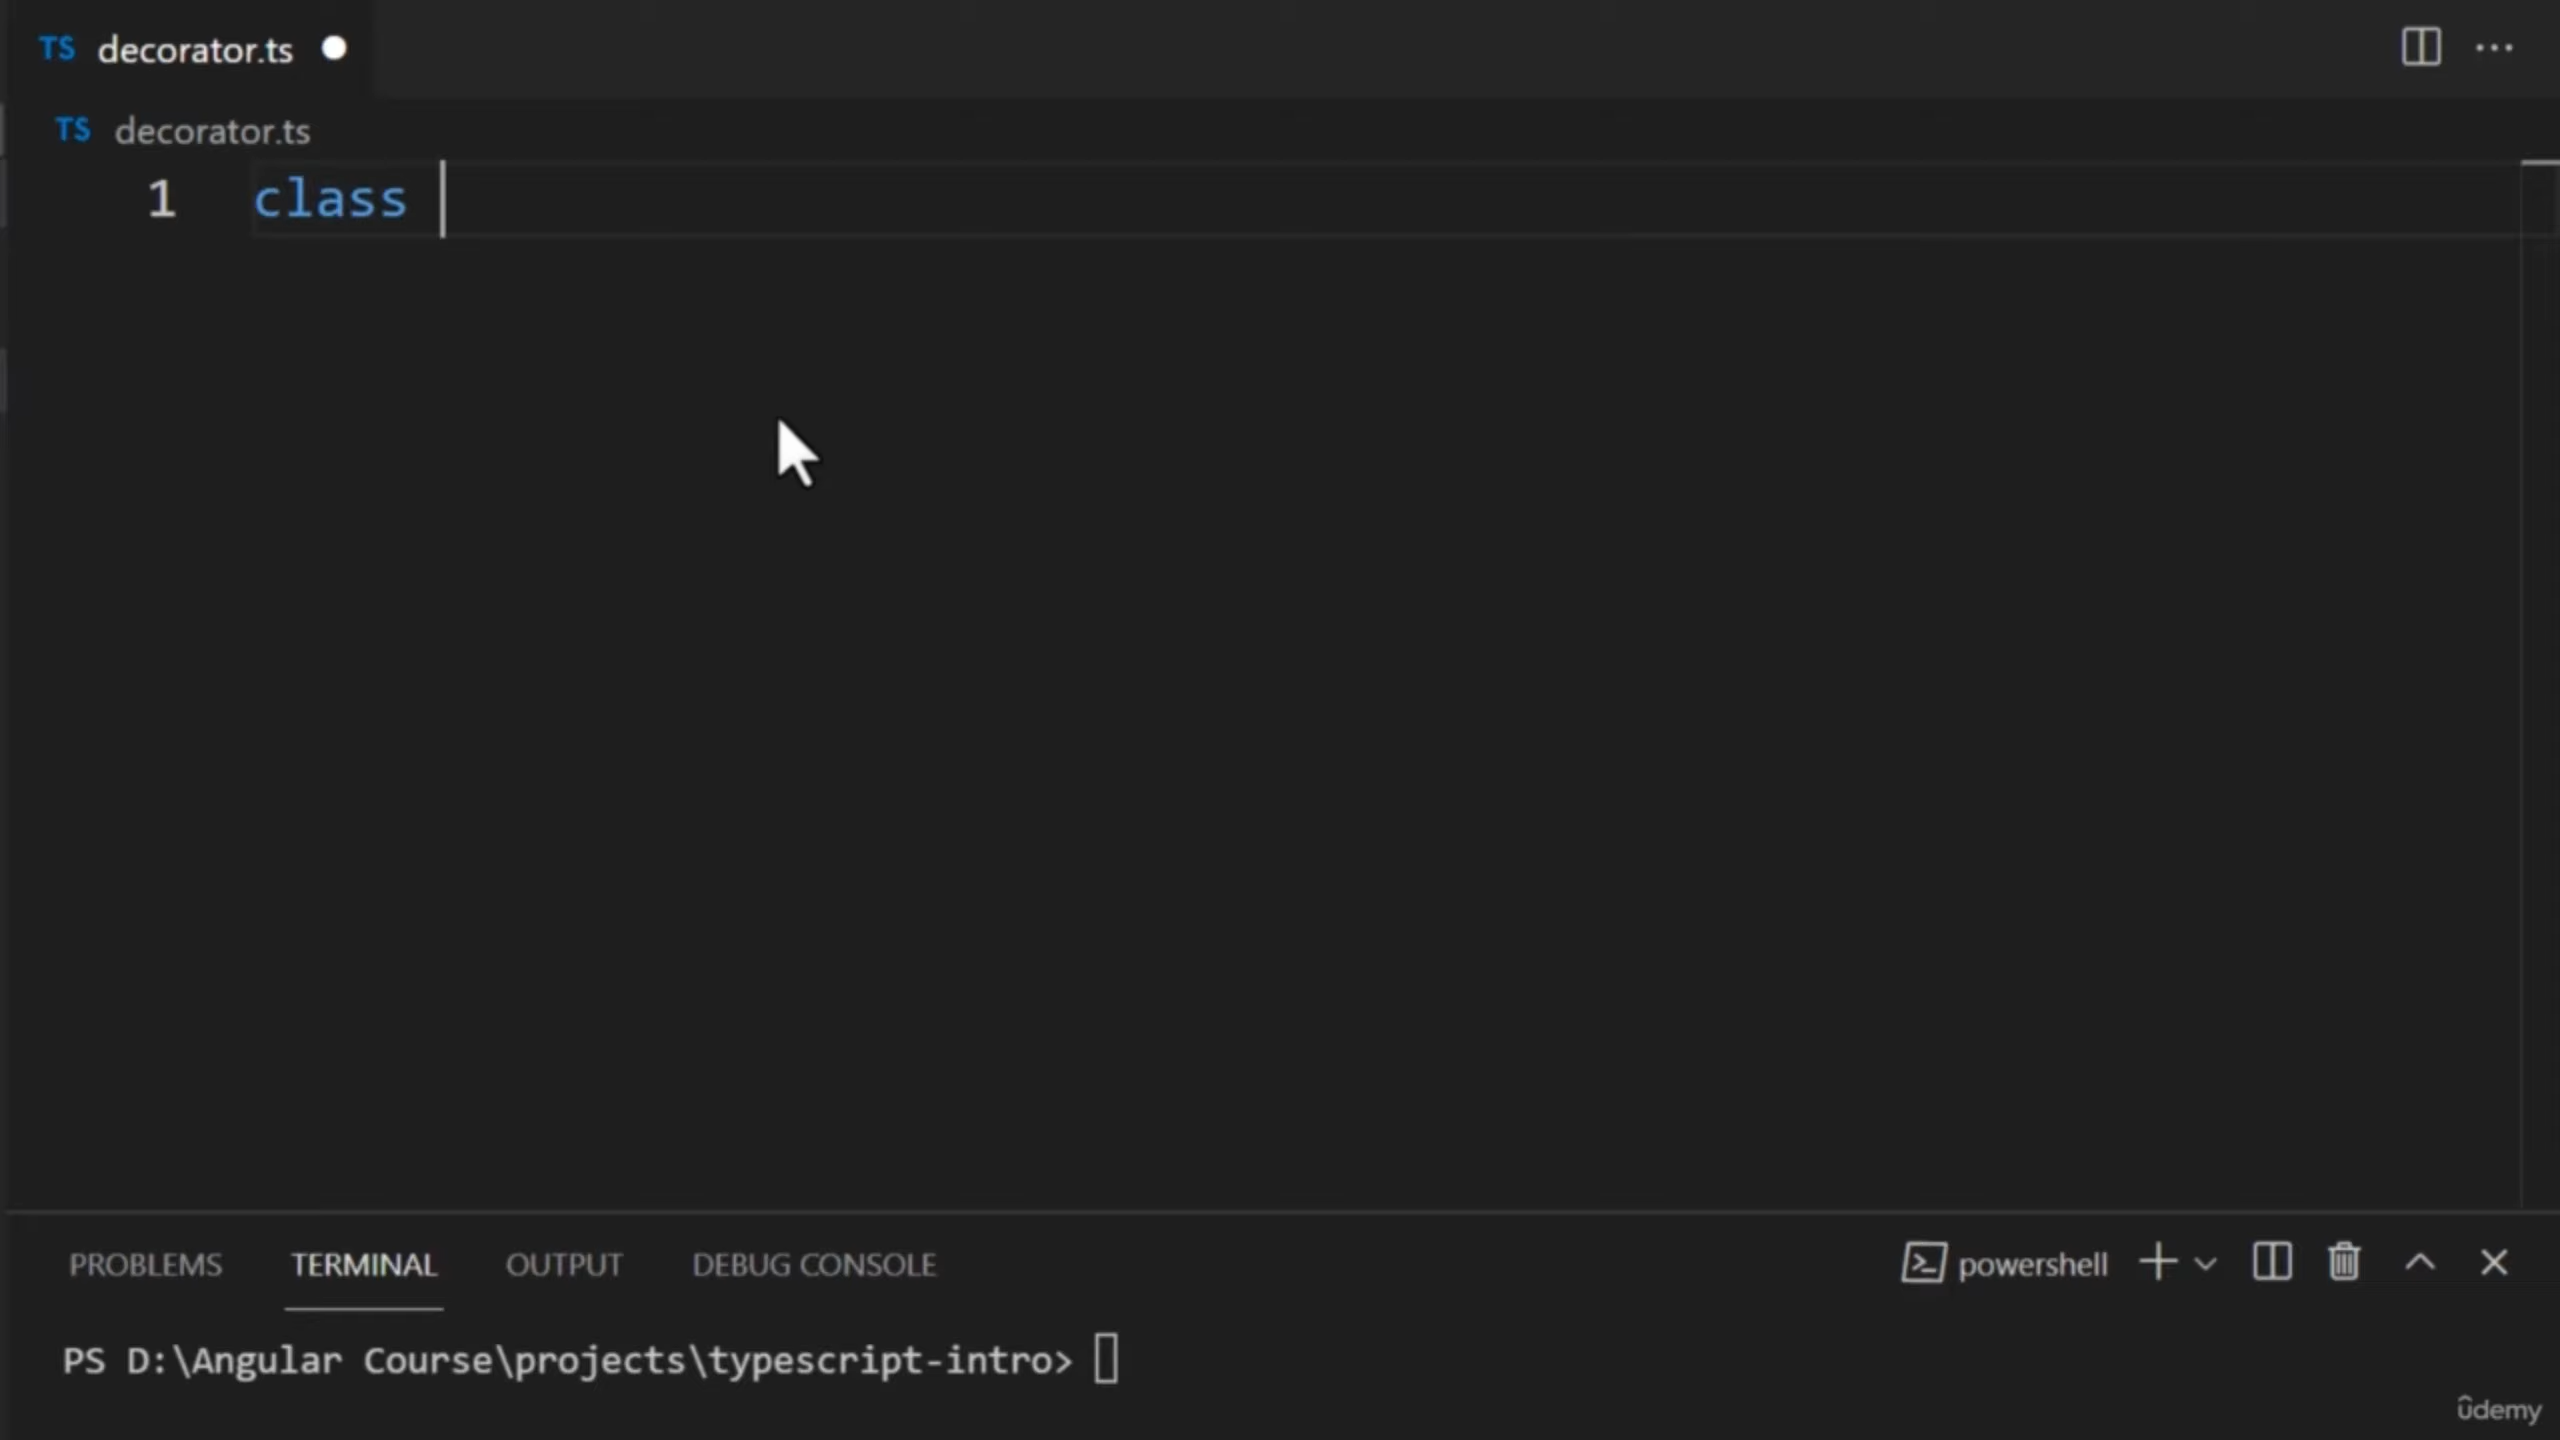 TS decorator.ts
TS decorator.ts
1 class
PROBLEMS TERMINAL OUTPUT DEBUG CONSOLE powershell
PS D:\Angular Course\projects\typescript-intro>
ûdemy